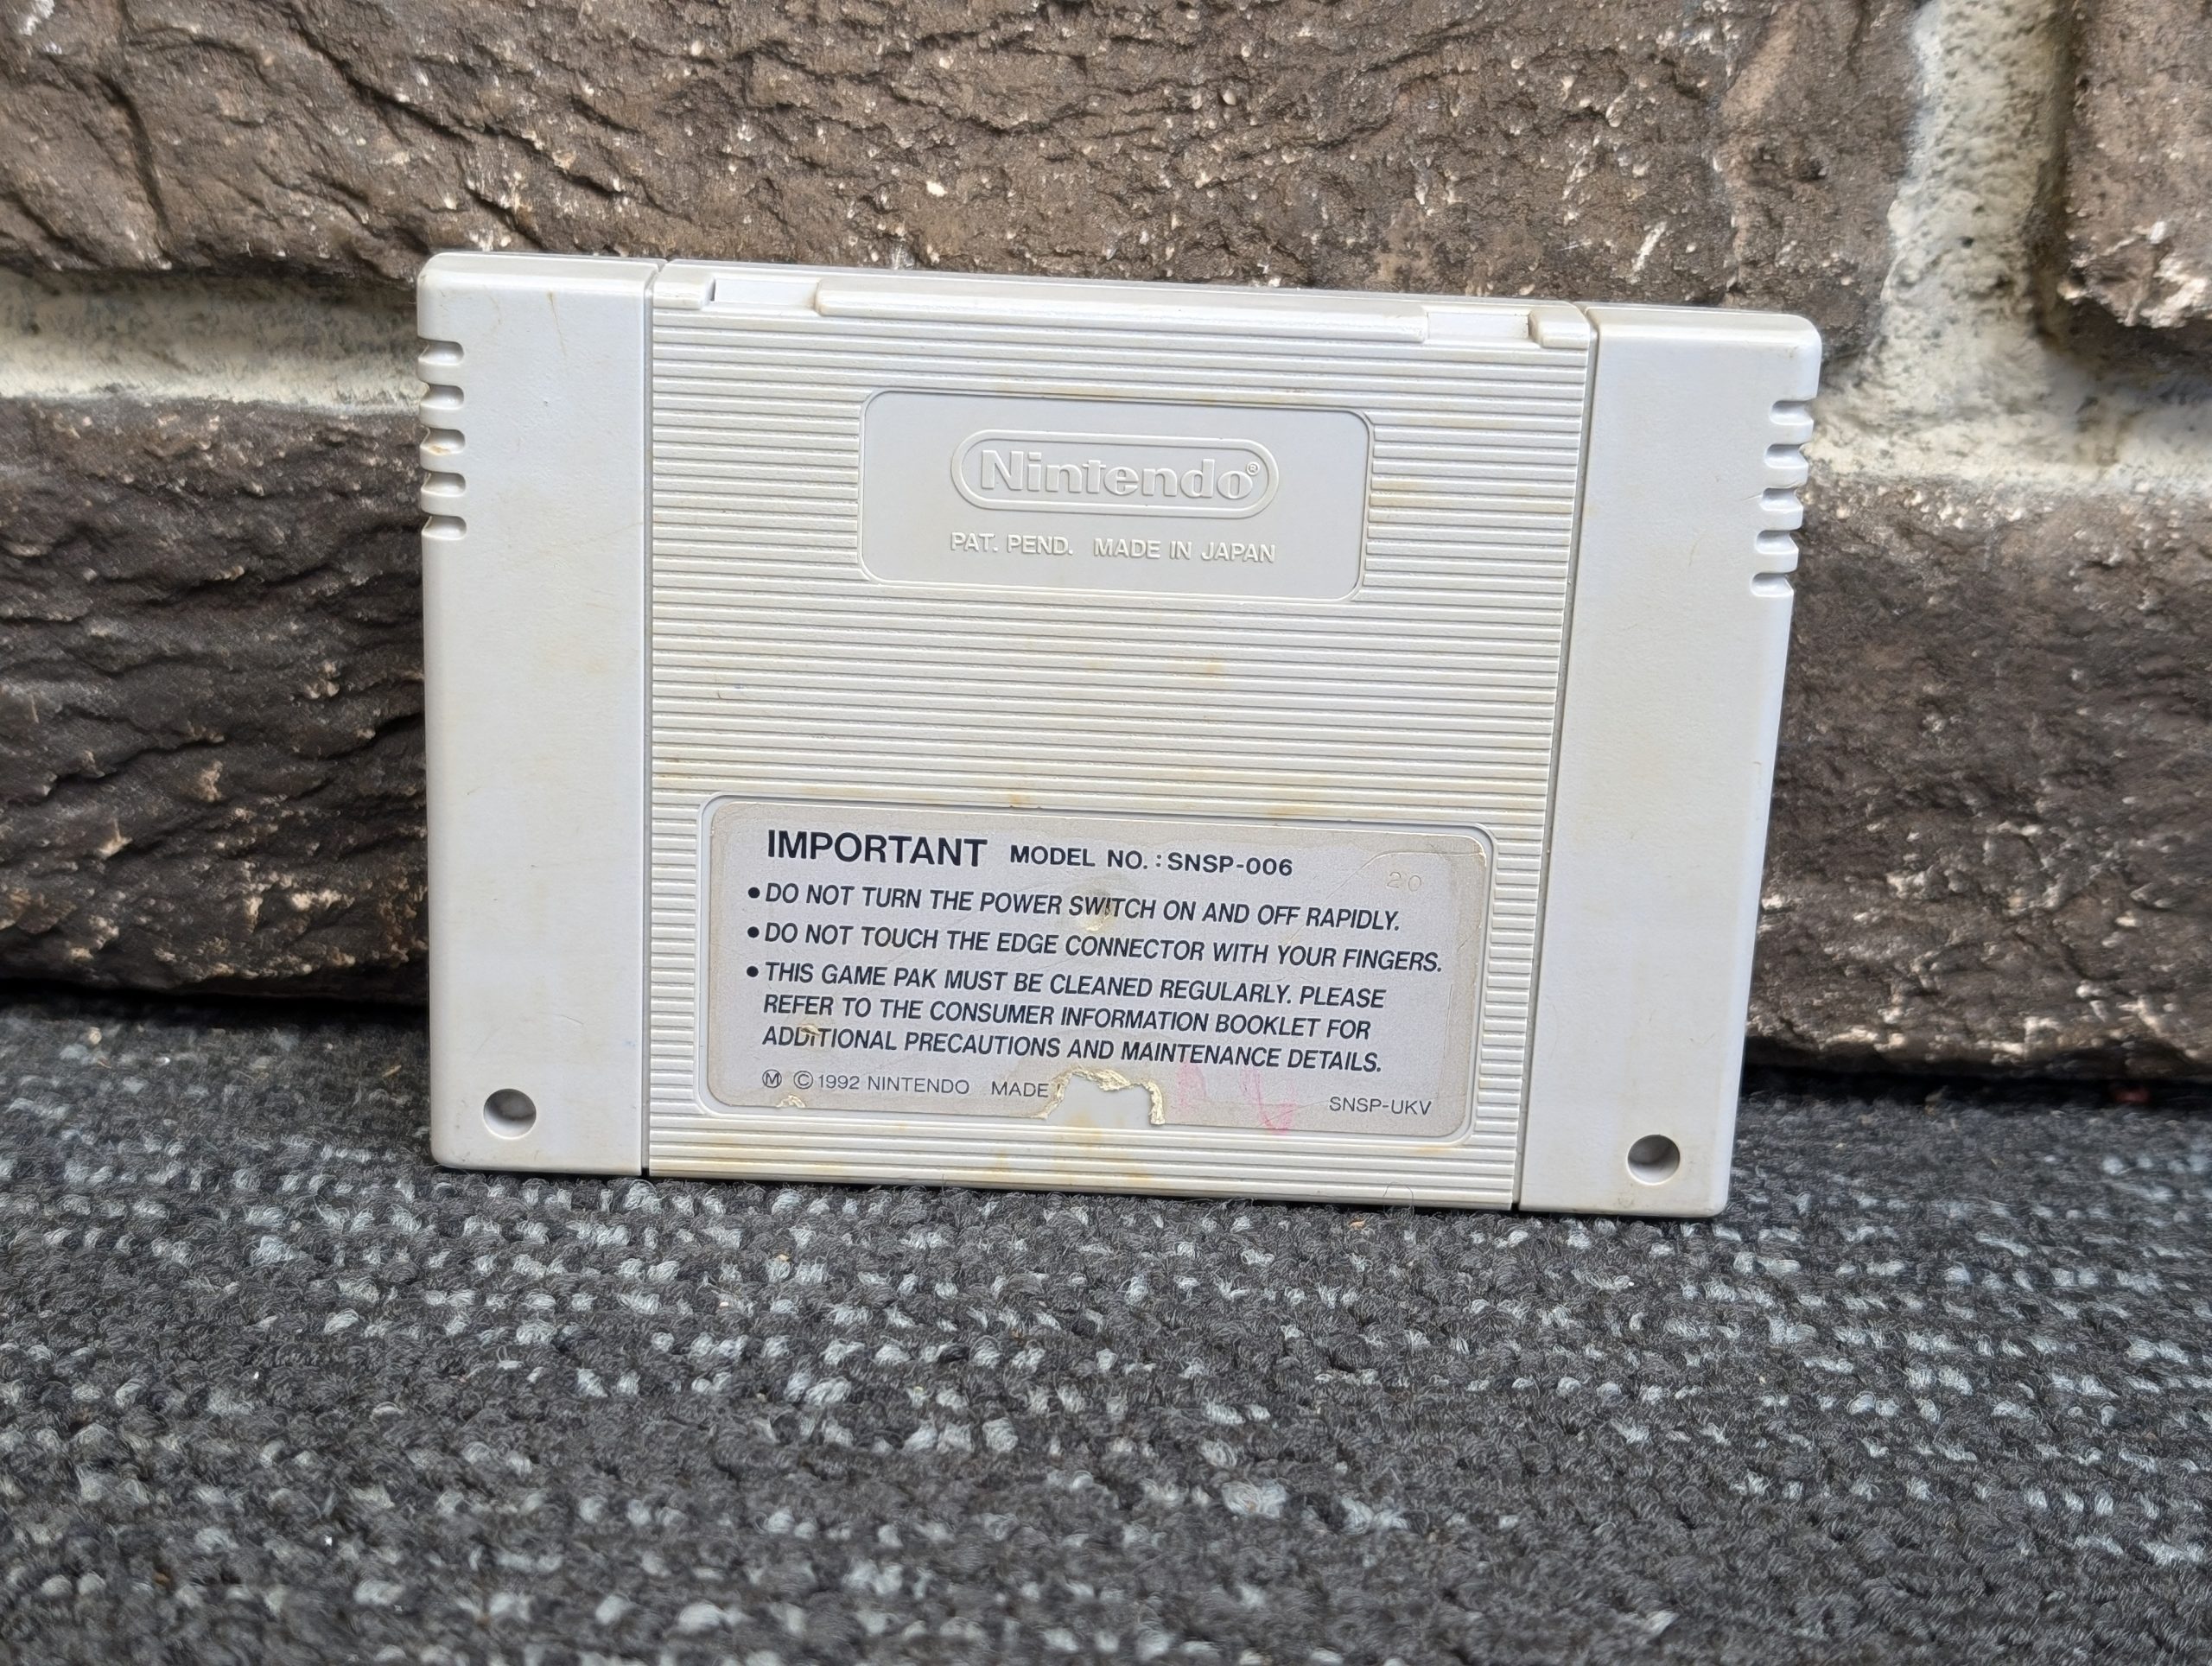 Nintendo®
PAT. PEND. MADE IN JAPAN
IMPORTANT MODEL NO.: SNSP-006
20
• DO NOT TURN THE POWER SWITCH ON AND OFF RAPIDLY.
• DO NOT TOUCH THE EDGE CONNECTOR WITH YOUR FINGERS.
• THIS GAME PAK MUST BE CLEANED REGULARLY. PLEASE
REFER TO THE CONSUMER INFORMATION BOOKLET FOR
ADDITIONAL PRECAUTIONS AND MAINTENANCE DETAILS.
Ⓜ ©1992 NINTENDO MADE SNSP-UKV